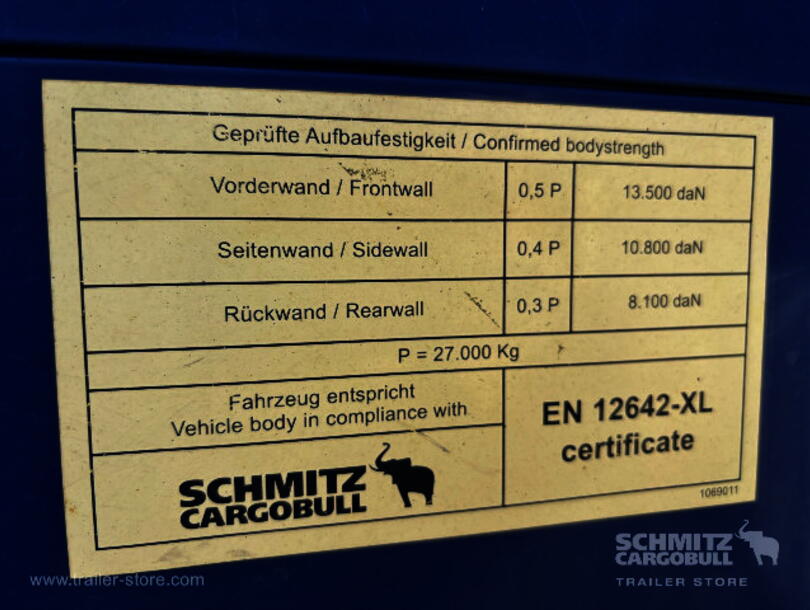 Geprüfte Aufbaufestigkeit / Confirmed bodystrength
Vorderwand / Frontwall 0,5 P 13.500 daN
Seitenwand / Sidewall 0,4 P 10.800 daN
Rückwand / Rearwall 0,3 P 8.100 daN
P = 27.000 Kg
Fahrzeug entspricht
Vehicle body in compliance with
EN 12642-XL
certificate
SCHMITZ
CARGOBULL
1069011
www.trailer-store.com
SCHMITZ
CARGOBULL
TRAILER STORE